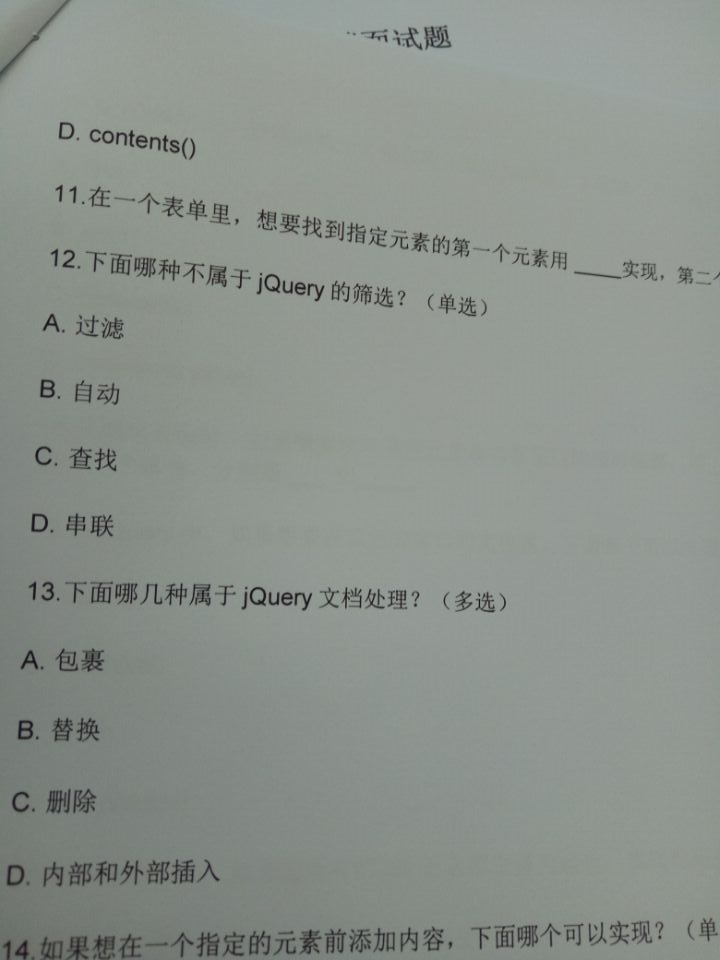 面试题
D. contents()
11.在一个表单里，想要找到指定元素的第一个元素用 ____实现，第二
12.下面哪种不属于 jQuery 的筛选？（单选）
A. 过滤
B. 自动
C. 查找
D. 串联
13.下面哪几种属于 jQuery 文档处理？（多选）
A. 包裹
B. 替换
C. 删除
D. 内部和外部插入
14.如果想在一个指定的元素前添加内容，下面哪个可以实现？（单